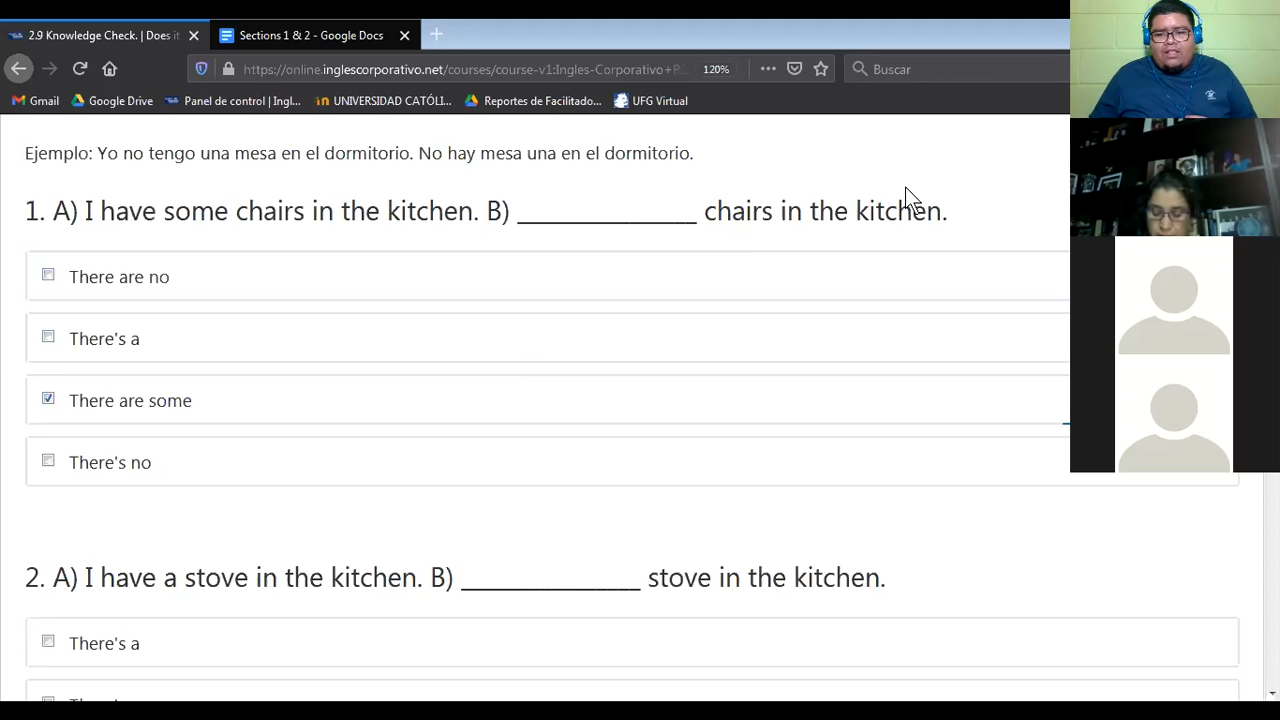 2.9 Knowledge Check. | Does it
Sections 1 & 2 - Google Docs
https://online.inglescorporativo.net/courses/course-v1:Ingles-Corporativo+B
120%
Buscar
Gmail
Google Drive
Panel de control | Ingl...
UNIVERSIDAD CATÓLI...
Reportes de Facilitado...
UFG Virtual
Ejemplo: Yo no tengo una mesa en el dormitorio. No hay mesa una en el dormitorio.
1. A) I have some chairs in the kitchen. B) ________________ chairs in the kitchen.
There are no
There's a
There are some
There's no
2. A) I have a stove in the kitchen. B) ________________ stove in the kitchen.
There's a